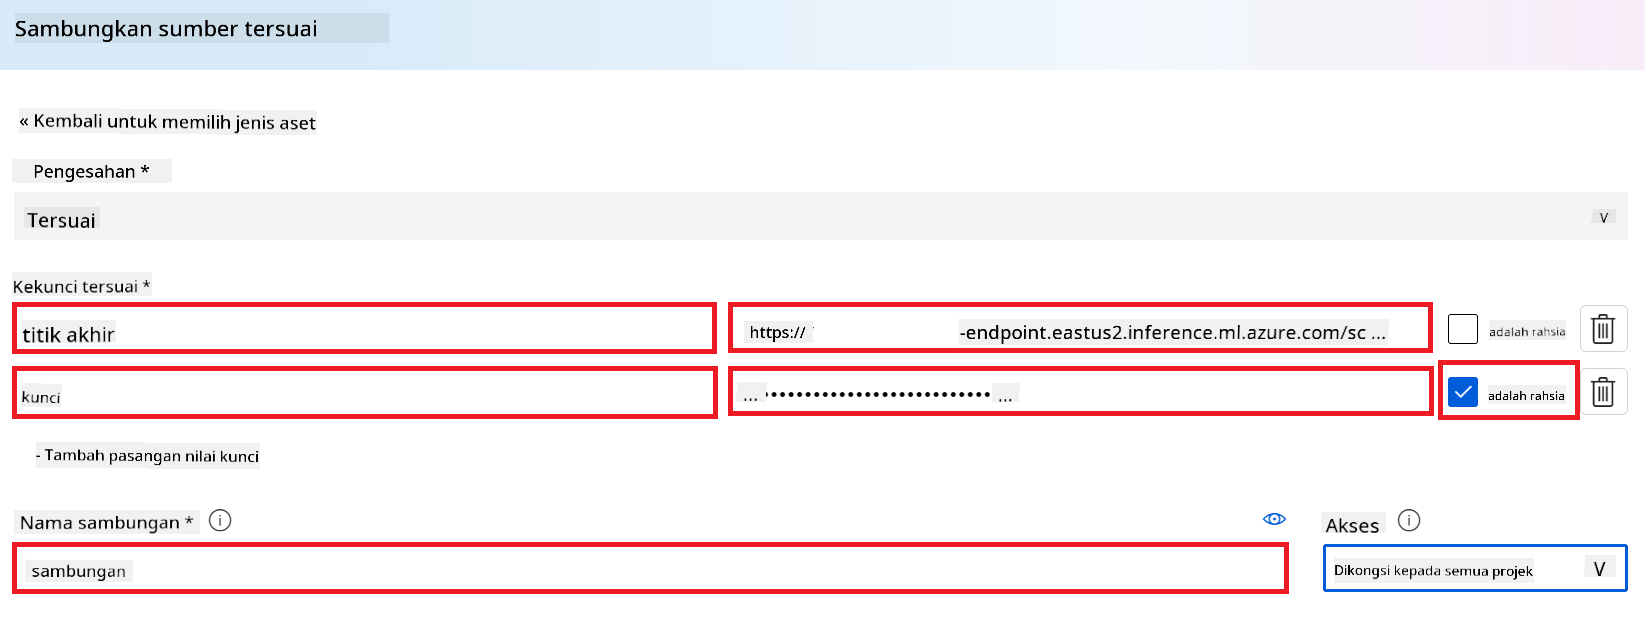 Sambungkan sumber tersuai
« Kembali untuk memilih jenis aset
Pengesahan *
Tersuai V
Kekunci tersuai *
titik akhir https:// -endpoint.eastus2.inference.ml.azure.com/sc ... adalah rahsia
kunci ...••••••••••••••••••••••••••••... adalah rahsia
- Tambah pasangan nilai kunci
Nama sambungan * Akses
sambungan Dikongsi kepada semua projek V